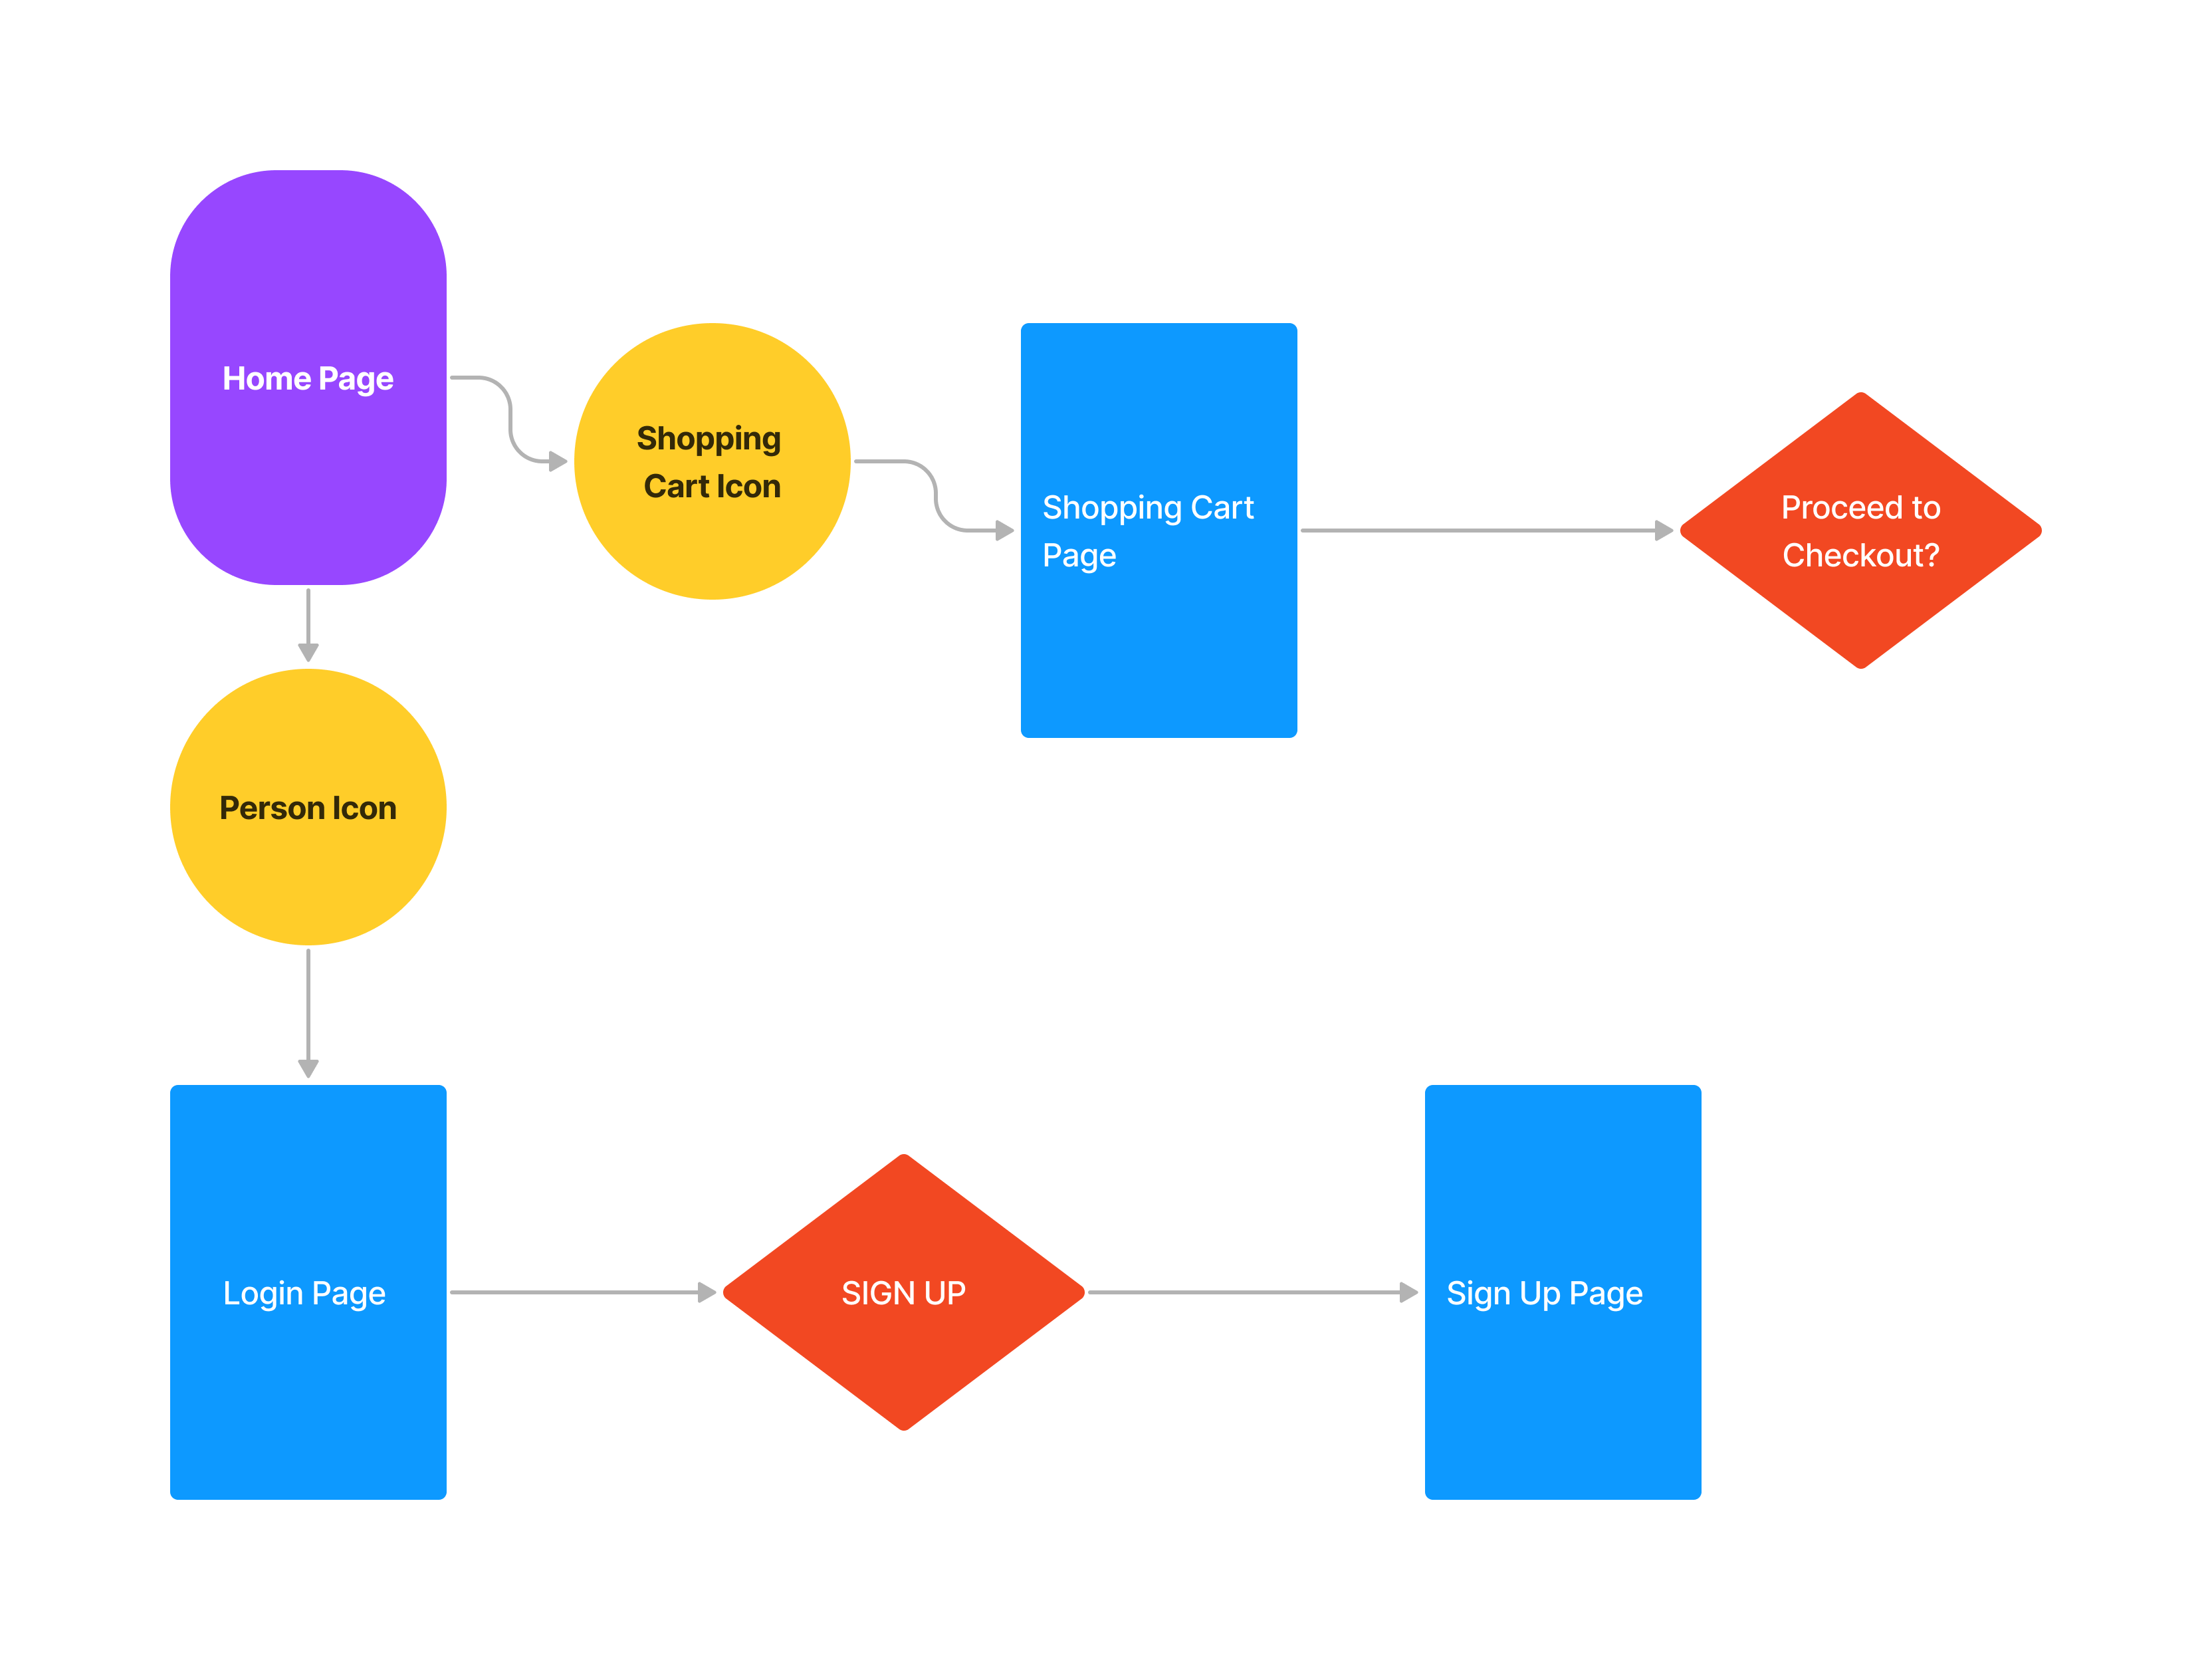 Home Page
Shopping
Cart Icon
Shopping Cart
Page
Proceed to
Checkout?
Person Icon
Login Page
SIGN UP
Sign Up Page